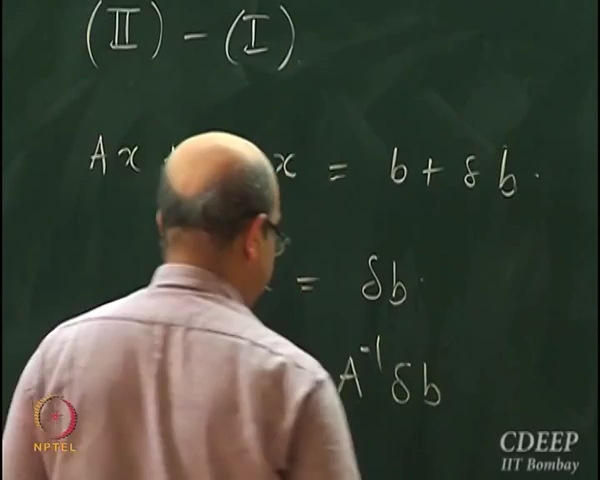 (II) - (I)
Ax x = b + δb.
= δb.
A⁻¹ δb
NPTEL
CDEEP
IIT Bombay